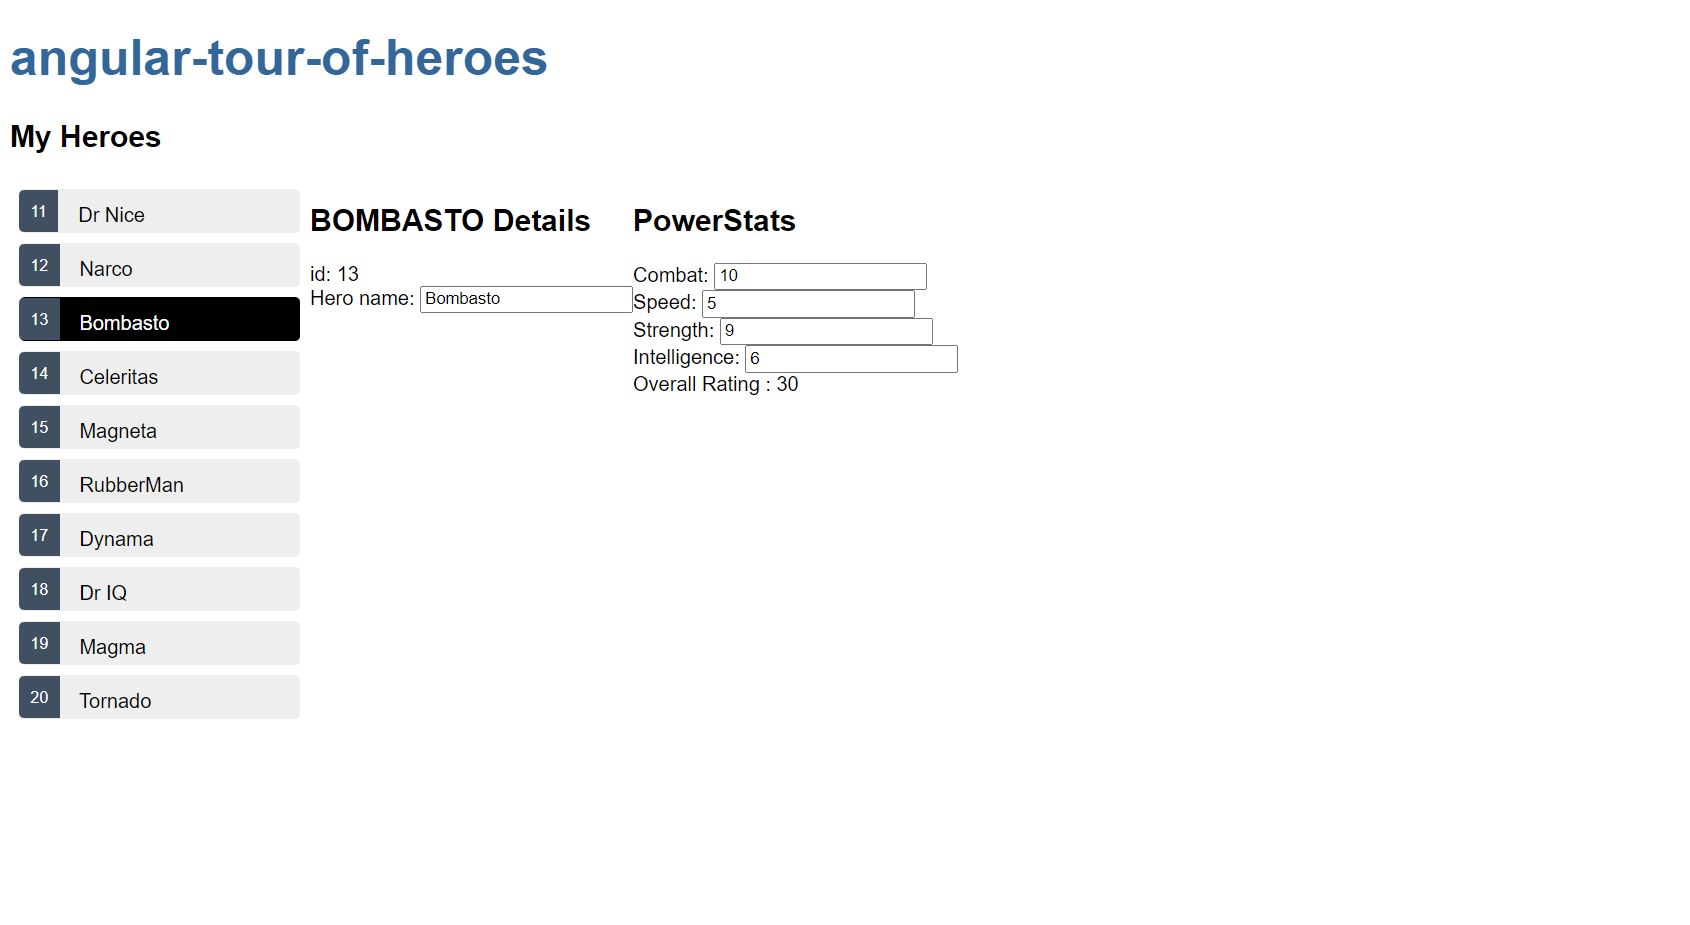 angular-tour-of-heroes
My Heroes
11 Dr Nice
12 Narco
13 Bombasto
14 Celeritas
15 Magneta
16 RubberMan
17 Dynama
18 Dr IQ
19 Magma
20 Tornado
BOMBASTO Details
id: 13
Hero name: Bombasto
PowerStats
Combat: 10
Speed: 5
Strength: 9
Intelligence: 6
Overall Rating : 30